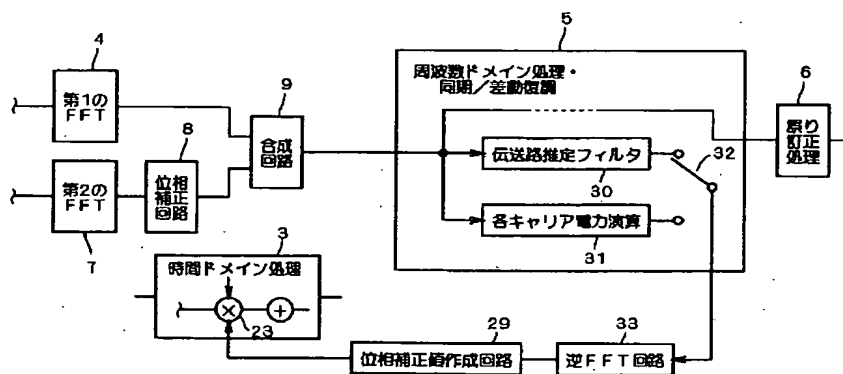 4
第1の
FFT
第2の
FFT
7
8
位相
補正
回路
9
合成
回路
5
周波数ドメイン処理・
同期／差動復調
伝送路推定フィルタ
30
各キャリア電力演算
31
32
6
誤り
訂正
処理
3
時間ドメイン処理
×
+
23
29
位相補正値作成回路
33
逆FFT回路